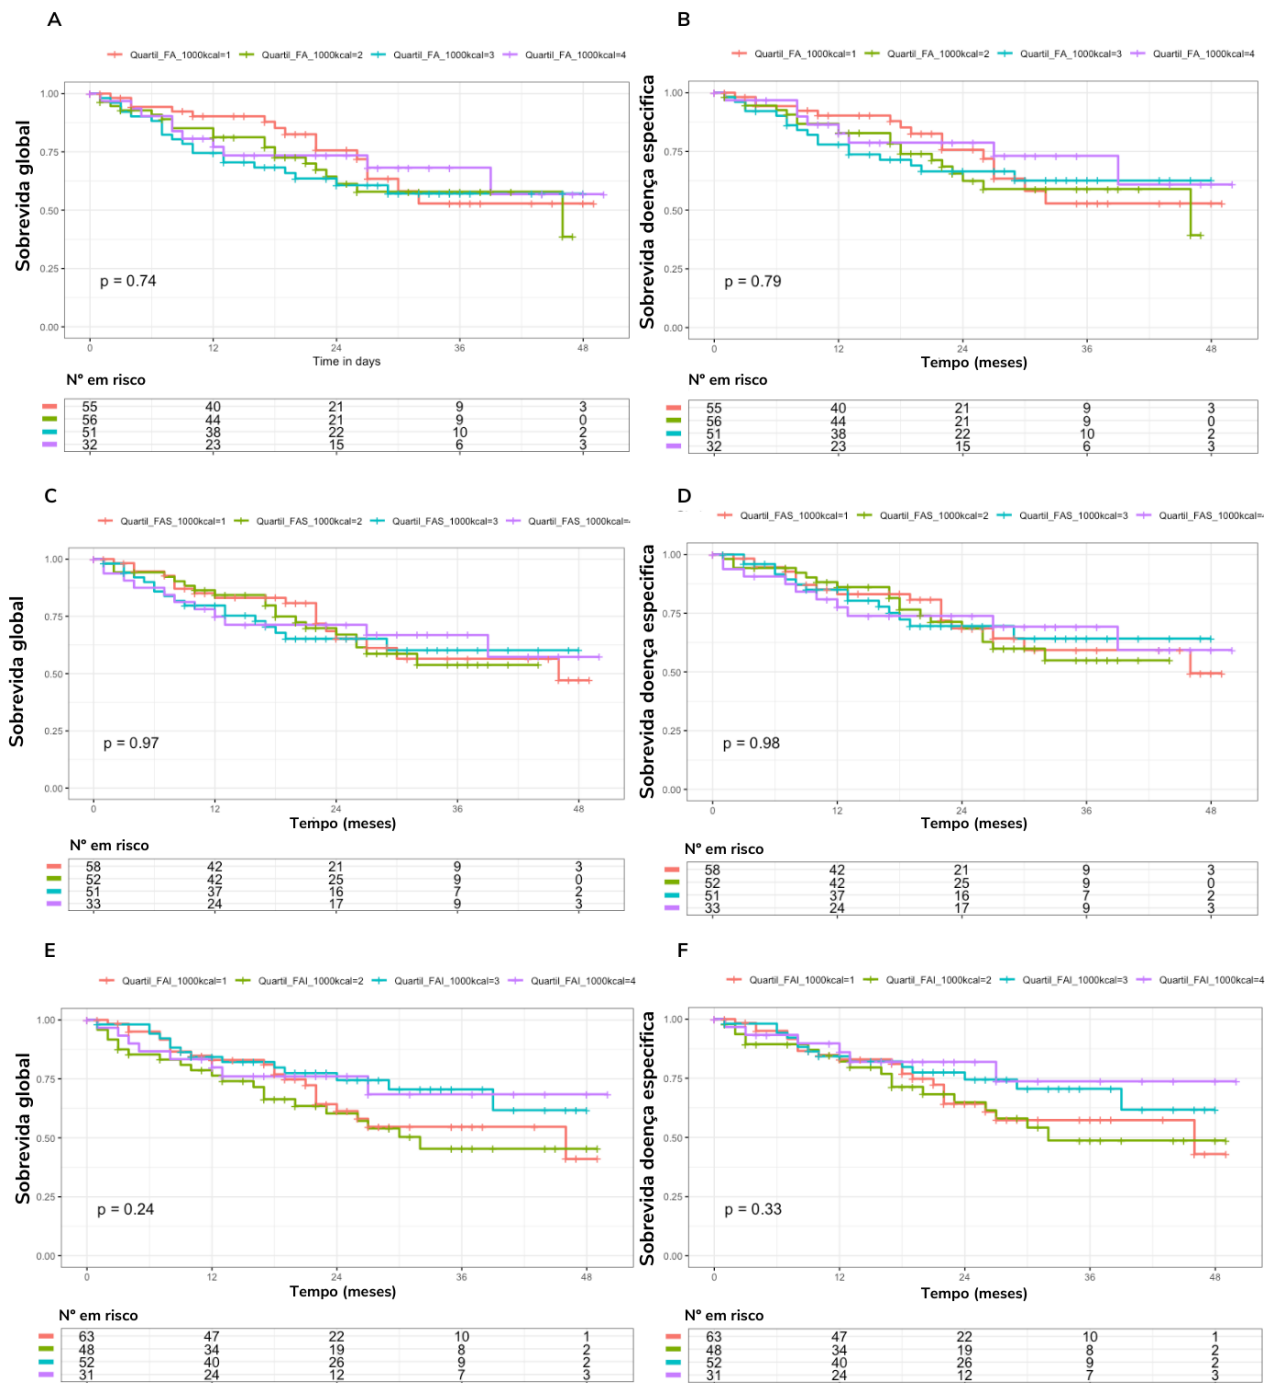 A
Quartil_FA_1000kcal=1 Quartil_FA_1000kcal=2 Quartil_FA_1000kcal=3 Quartil_FA_1000kcal=4
Sobrevida global
1.00
0.75
0.50
0.25
0.00
p = 0.74
0 12 24 36 48
Time in days
Nº em risco
55 40 21 9 3
56 44 21 9 0
51 38 22 10 2
32 23 15 6 3
B
Quartil_FA_1000kcal=1 Quartil_FA_1000kcal=2 Quartil_FA_1000kcal=3 Quartil_FA_1000kcal=4
Sobrevida doença especifica
1.00
0.75
0.50
0.25
0.00
p = 0.79
0 12 24 36 48
Tempo (meses)
Nº em risco
55 40 21 9 3
56 44 21 9 0
51 38 22 10 2
32 23 15 6 3
C
Quartil_FAS_1000kcal=1 Quartil_FAS_1000kcal=2 Quartil_FAS_1000kcal=3 Quartil_FAS_1000kcal=
Sobrevida global
1.00
0.75
0.50
0.25
0.00
p = 0.97
0 12 24 36 48
Tempo (meses)
Nº em risco
58 42 21 9 3
52 42 25 9 0
51 37 16 7 2
33 24 17 9 3
D
Quartil_FAS_1000kcal=1 Quartil_FAS_1000kcal=2 Quartil_FAS_1000kcal=3 Quartil_FAS_1000kcal=
Sobrevida doença especifica
1.00
0.75
0.50
0.25
0.00
p = 0.98
0 12 24 36 48
Tempo (meses)
Nº em risco
58 42 21 9 3
52 42 25 9 0
51 37 16 7 2
33 24 17 9 3
E
Quartil_FAI_1000kcal=1 Quartil_FAI_1000kcal=2 Quartil_FAI_1000kcal=3 Quartil_FAI_1000kcal=4
Sobrevida global
1.00
0.75
0.50
0.25
0.00
p = 0.24
0 12 24 36 48
Tempo (meses)
Nº em risco
63 47 22 10 1
48 34 19 8 2
52 40 26 9 2
31 24 12 7 3
F
Quartil_FAI_1000kcal=1 Quartil_FAI_1000kcal=2 Quartil_FAI_1000kcal=3 Quartil_FAI_1000kcal=4
Sobrevida doença especifica
1.00
0.75
0.50
0.25
0.00
p = 0.33
0 12 24 36 48
Tempo (meses)
Nº em risco
63 47 22 10 1
48 34 19 8 2
52 40 26 9 2
31 24 12 7 3